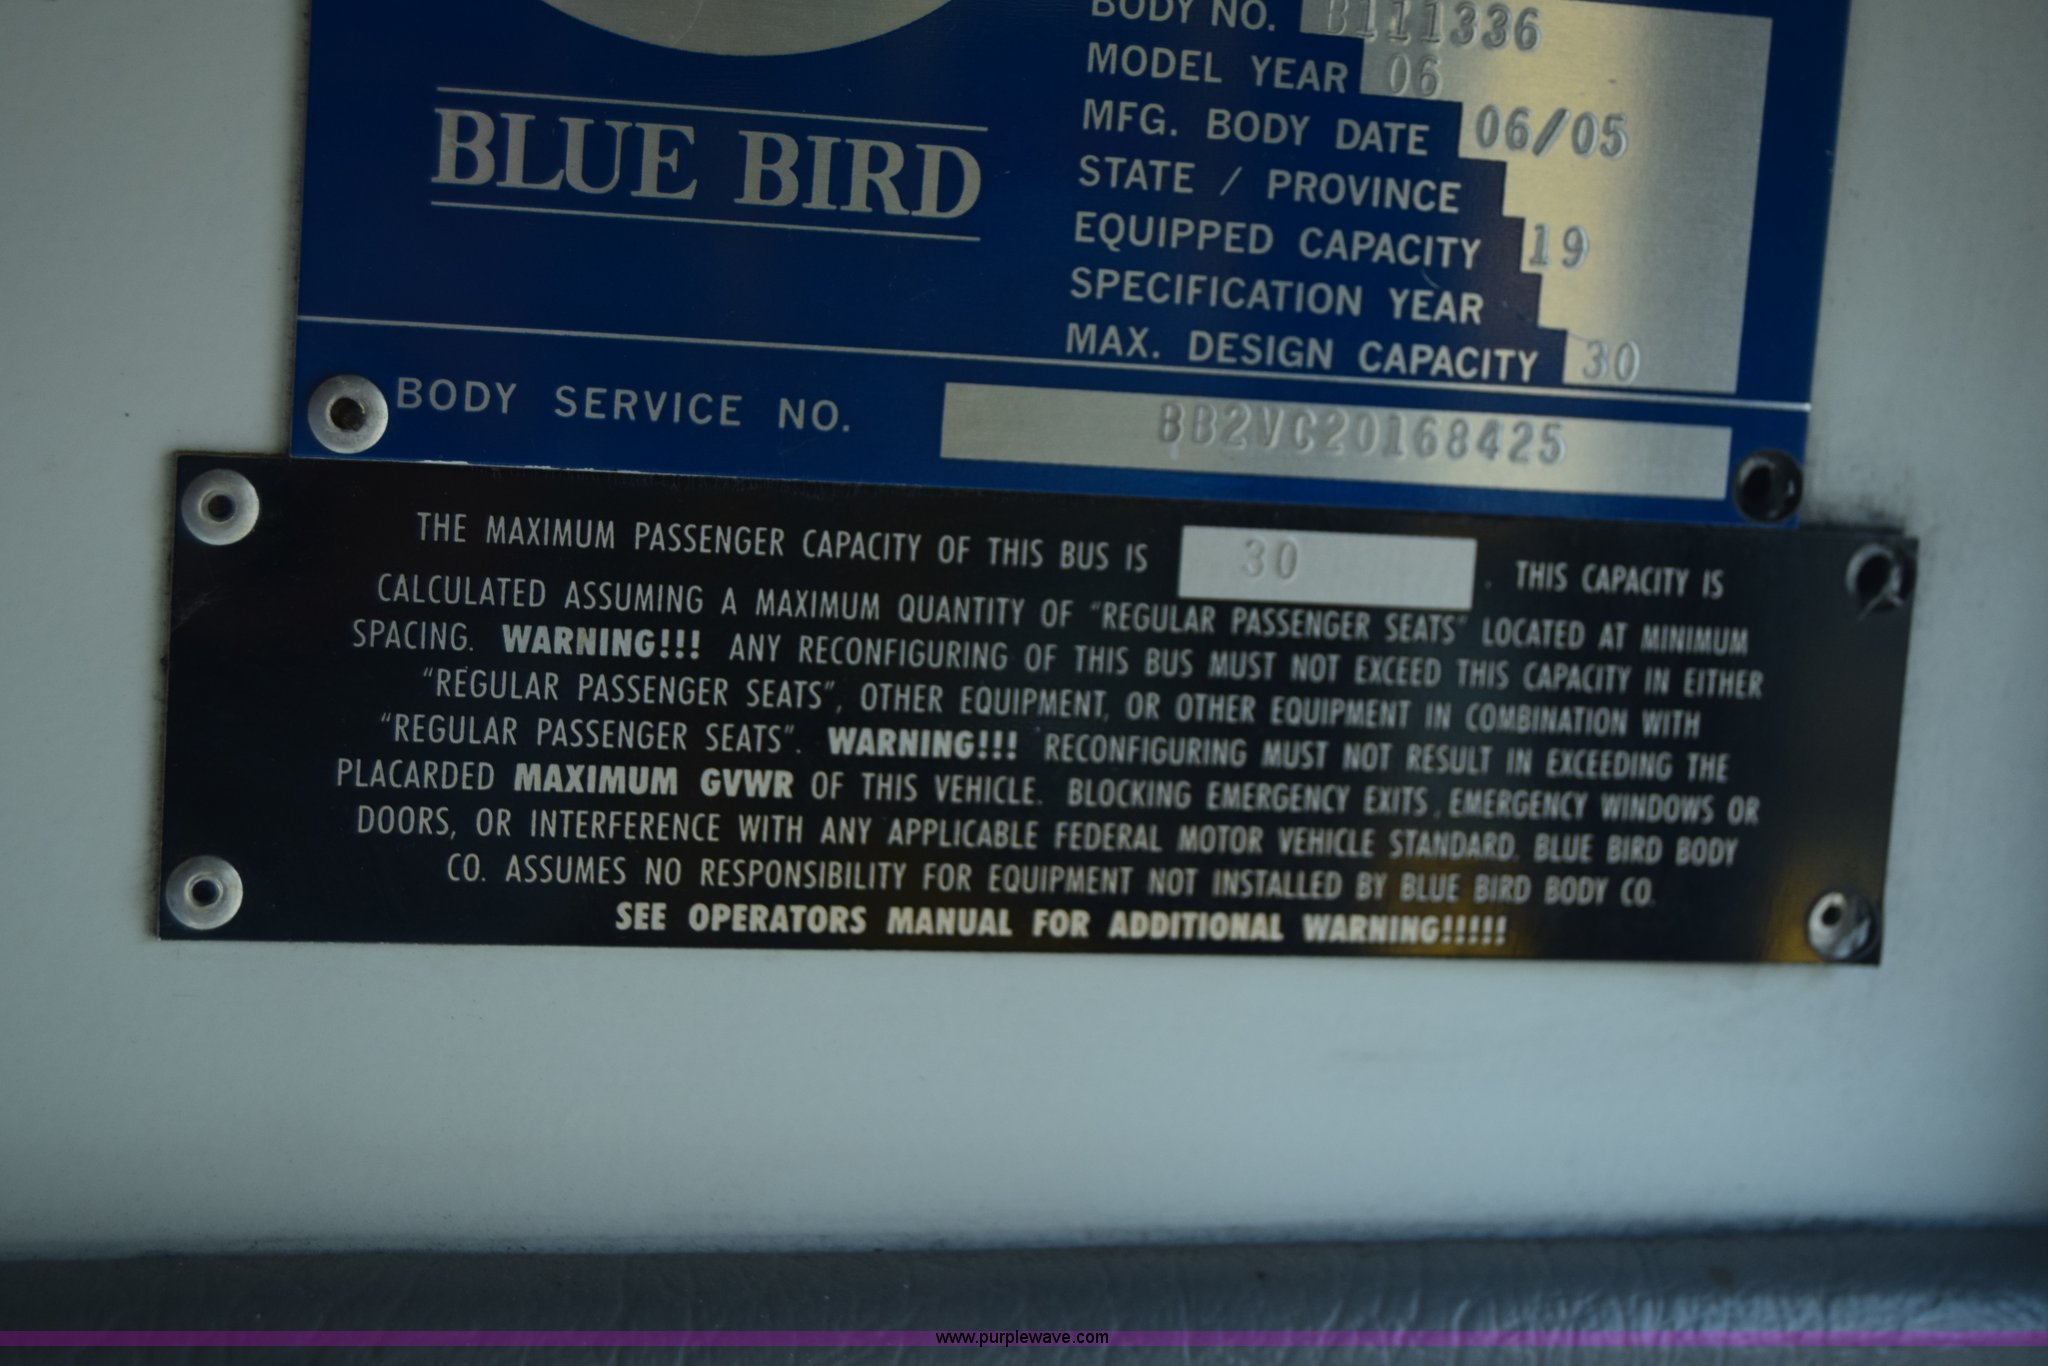 BODY NO. B111336
MODEL YEAR 06
MFG. BODY DATE 06/05
STATE / PROVINCE
EQUIPPED CAPACITY 19
SPECIFICATION YEAR
MAX. DESIGN CAPACITY 30
BLUE BIRD
BODY SERVICE NO. BB2VC20168425
THE MAXIMUM PASSENGER CAPACITY OF THIS BUS IS 30 . THIS CAPACITY IS
CALCULATED ASSUMING A MAXIMUM QUANTITY OF "REGULAR PASSENGER SEATS" LOCATED AT MINIMUM
SPACING. WARNING!!! ANY RECONFIGURING OF THIS BUS MUST NOT EXCEED THIS CAPACITY IN EITHER
"REGULAR PASSENGER SEATS", OTHER EQUIPMENT, OR OTHER EQUIPMENT IN COMBINATION WITH
"REGULAR PASSENGER SEATS". WARNING!!! RECONFIGURING MUST NOT RESULT IN EXCEEDING THE
PLACARDED MAXIMUM GVWR OF THIS VEHICLE. BLOCKING EMERGENCY EXITS, EMERGENCY WINDOWS OR
DOORS, OR INTERFERENCE WITH ANY APPLICABLE FEDERAL MOTOR VEHICLE STANDARD. BLUE BIRD BODY
CO. ASSUMES NO RESPONSIBILITY FOR EQUIPMENT NOT INSTALLED BY BLUE BIRD BODY CO.
SEE OPERATORS MANUAL FOR ADDITIONAL WARNING!!!!!
www.purplewave.com